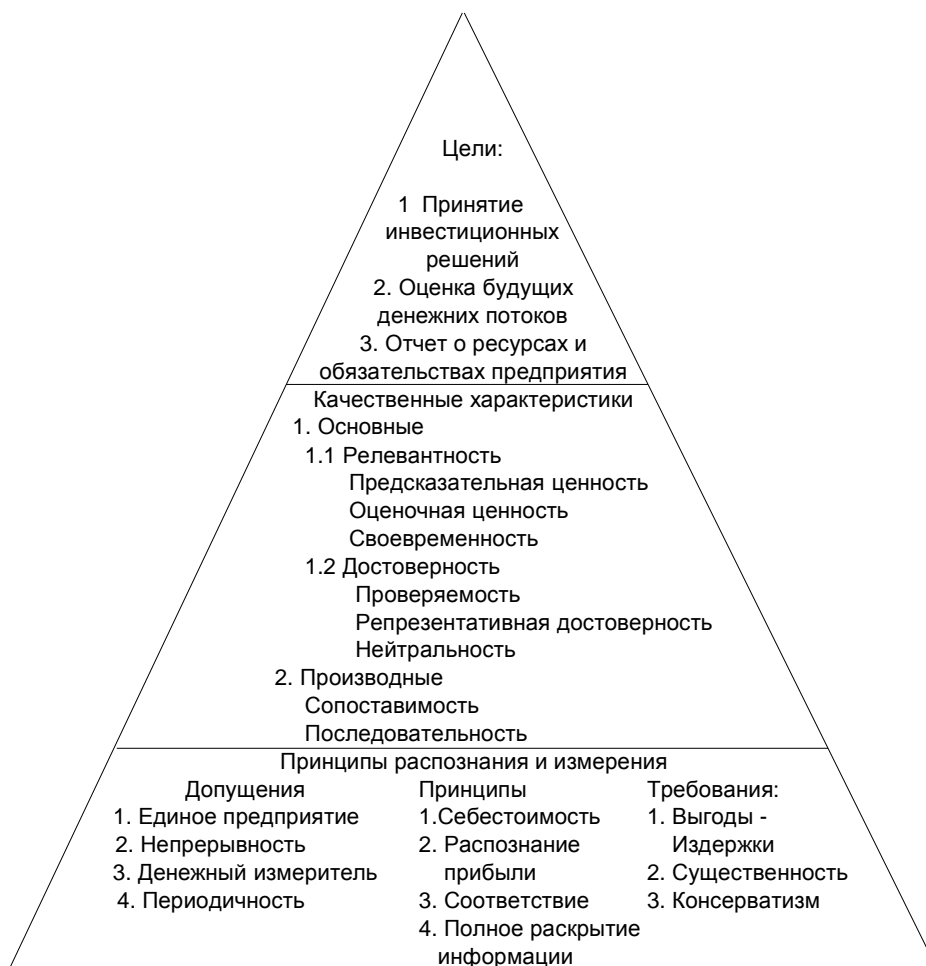 Цели:
1 Принятие
инвестиционных
решений
2. Оценка будущих
денежних потоков
3. Отчет о ресурсах и
обязательствах предприятия
Качественные характеристики
1. Основные
1.1 Релевантность
Предсказательная ценность
Оценочная ценность
Своевременность
1.2 Достоверность
Проверяемость
Репрезентативная достоверность
Нейтральность
2. Производные
Сопоставимость
Последовательность
Принципы распознания и измерения
Допущения
1. Единое предприятие
2. Непрерывность
3. Денежный измеритель
4. Периодичность
Принципы
1.Себестоимость
2. Распознание
прибыли
3. Соответствие
4. Полное раскрытие
информации
Требования:
1. Выгоды -
Издержки
2. Существенность
3. Консерватизм